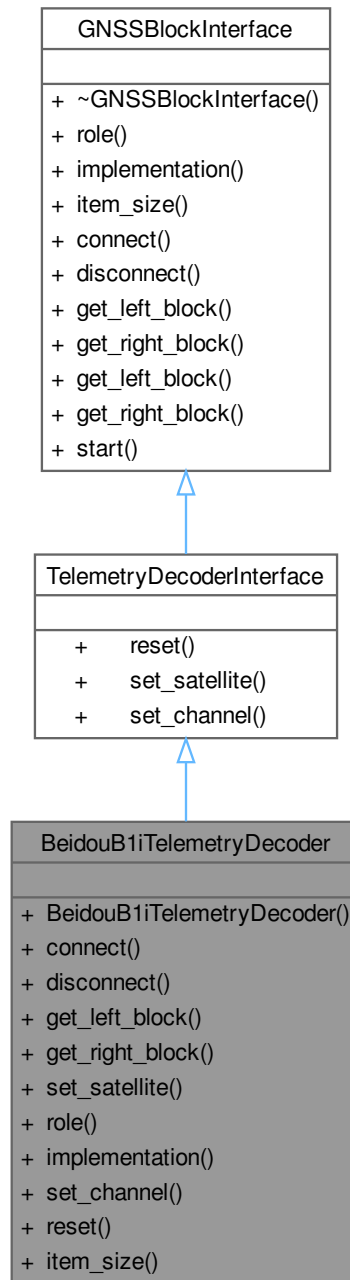 GNSSBlockInterface
+ ~GNSSBlockInterface()
+ role()
+ implementation()
+ item_size()
+ connect()
+ disconnect()
+ get_left_block()
+ get_right_block()
+ get_left_block()
+ get_right_block()
+ start()
TelemetryDecoderInterface
+ reset()
+ set_satellite()
+ set_channel()
BeidouB1iTelemetryDecoder
+ BeidouB1iTelemetryDecoder()
+ connect()
+ disconnect()
+ get_left_block()
+ get_right_block()
+ set_satellite()
+ role()
+ implementation()
+ set_channel()
+ reset()
+ item_size()